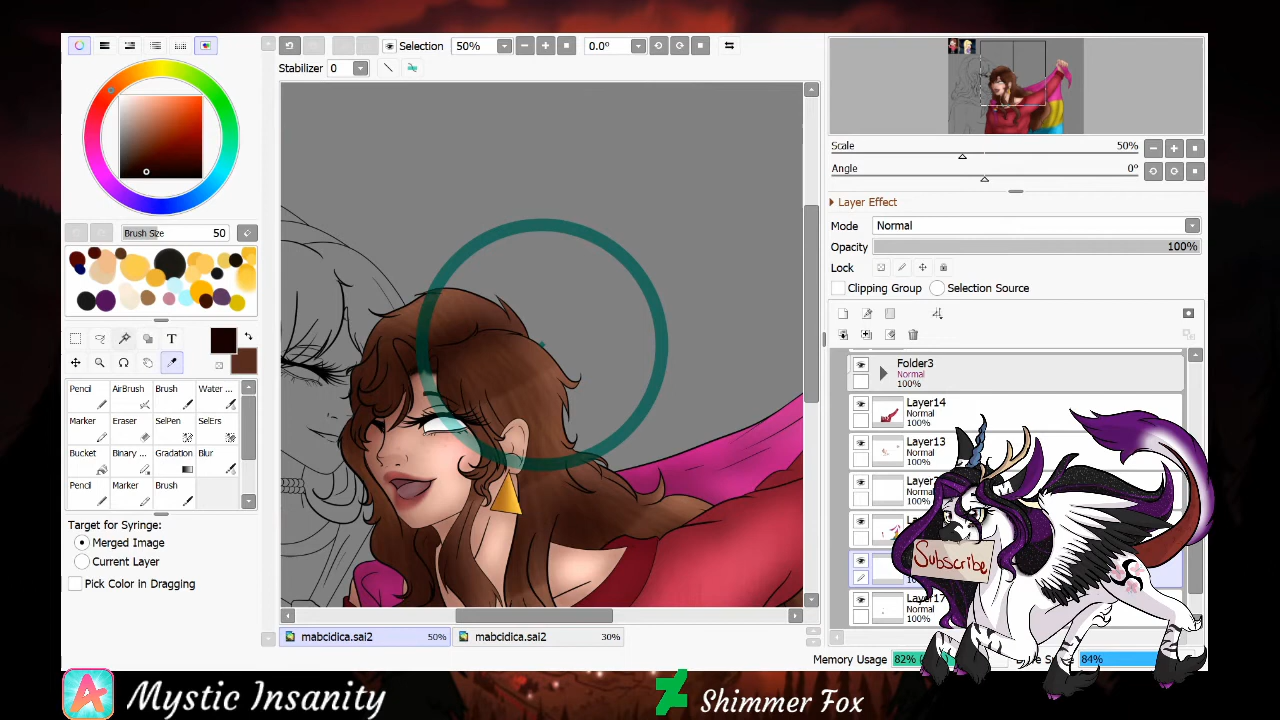 Selection 50% 0.0°
Stabilizer 0
Brush Size 50
T
Pencil AirBrush Brush Water ...
Marker Eraser SelPen SelErs
Bucket Binary ... Gradation Blur
Pencil Marker Brush
Target for Syringe:
Merged Image
Current Layer
Pick Color in Dragging
mabcidica.sai2 50% mabcidica.sai2 30%
Scale 50%
Angle 0°
Layer Effect
Mode Normal
Opacity 100%
Lock
Clipping Group Selection Source
Folder3
Normal
100%
Layer14
Normal
100%
Layer13
Normal
100%
Normal
100%
Layer17
Normal
Subscribe
Memory Usage 82% 84%
Mystic Insanity Shimmer Fox